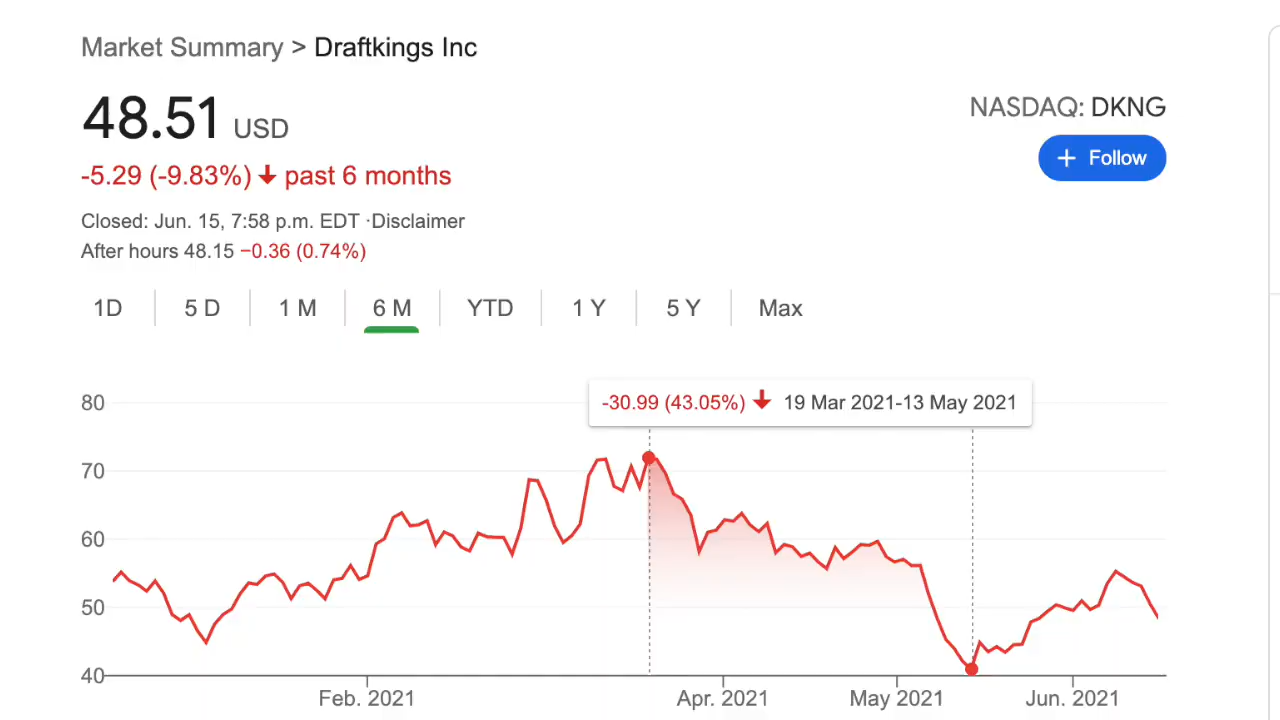 Market Summary > Draftkings Inc
48.51 USD
NASDAQ: DKNG
-5.29 (-9.83%) ↓ past 6 months
+ Follow
Closed: Jun. 15, 7:58 p.m. EDT ·Disclaimer
After hours 48.15 −0.36 (0.74%)
1D 5 D 1 M 6 M YTD 1 Y 5 Y Max
-30.99 (43.05%) ↓ 19 Mar 2021-13 May 2021
80
70
60
50
40
Feb. 2021 Apr. 2021 May 2021 Jun. 2021